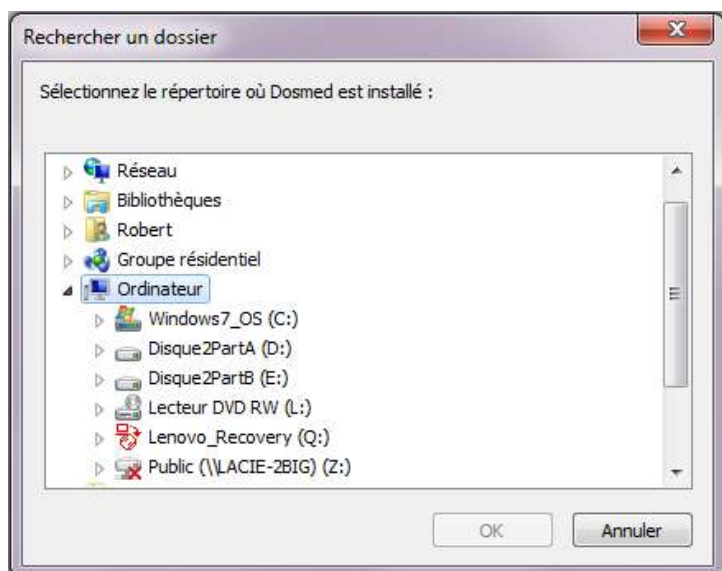 Rechercher un dossier
Sélectionnez le répertoire où Dosmed est installé :
Réseau
Bibliothèques
Robert
Groupe résidentiel
Ordinateur
Windows7_OS (C:)
Disque2PartA (D:)
Disque2PartB (E:)
Lecteur DVD RW (L:)
Lenovo_Recovery (Q:)
Public (\\LACIE-2BIG) (Z:)
OK Annuler